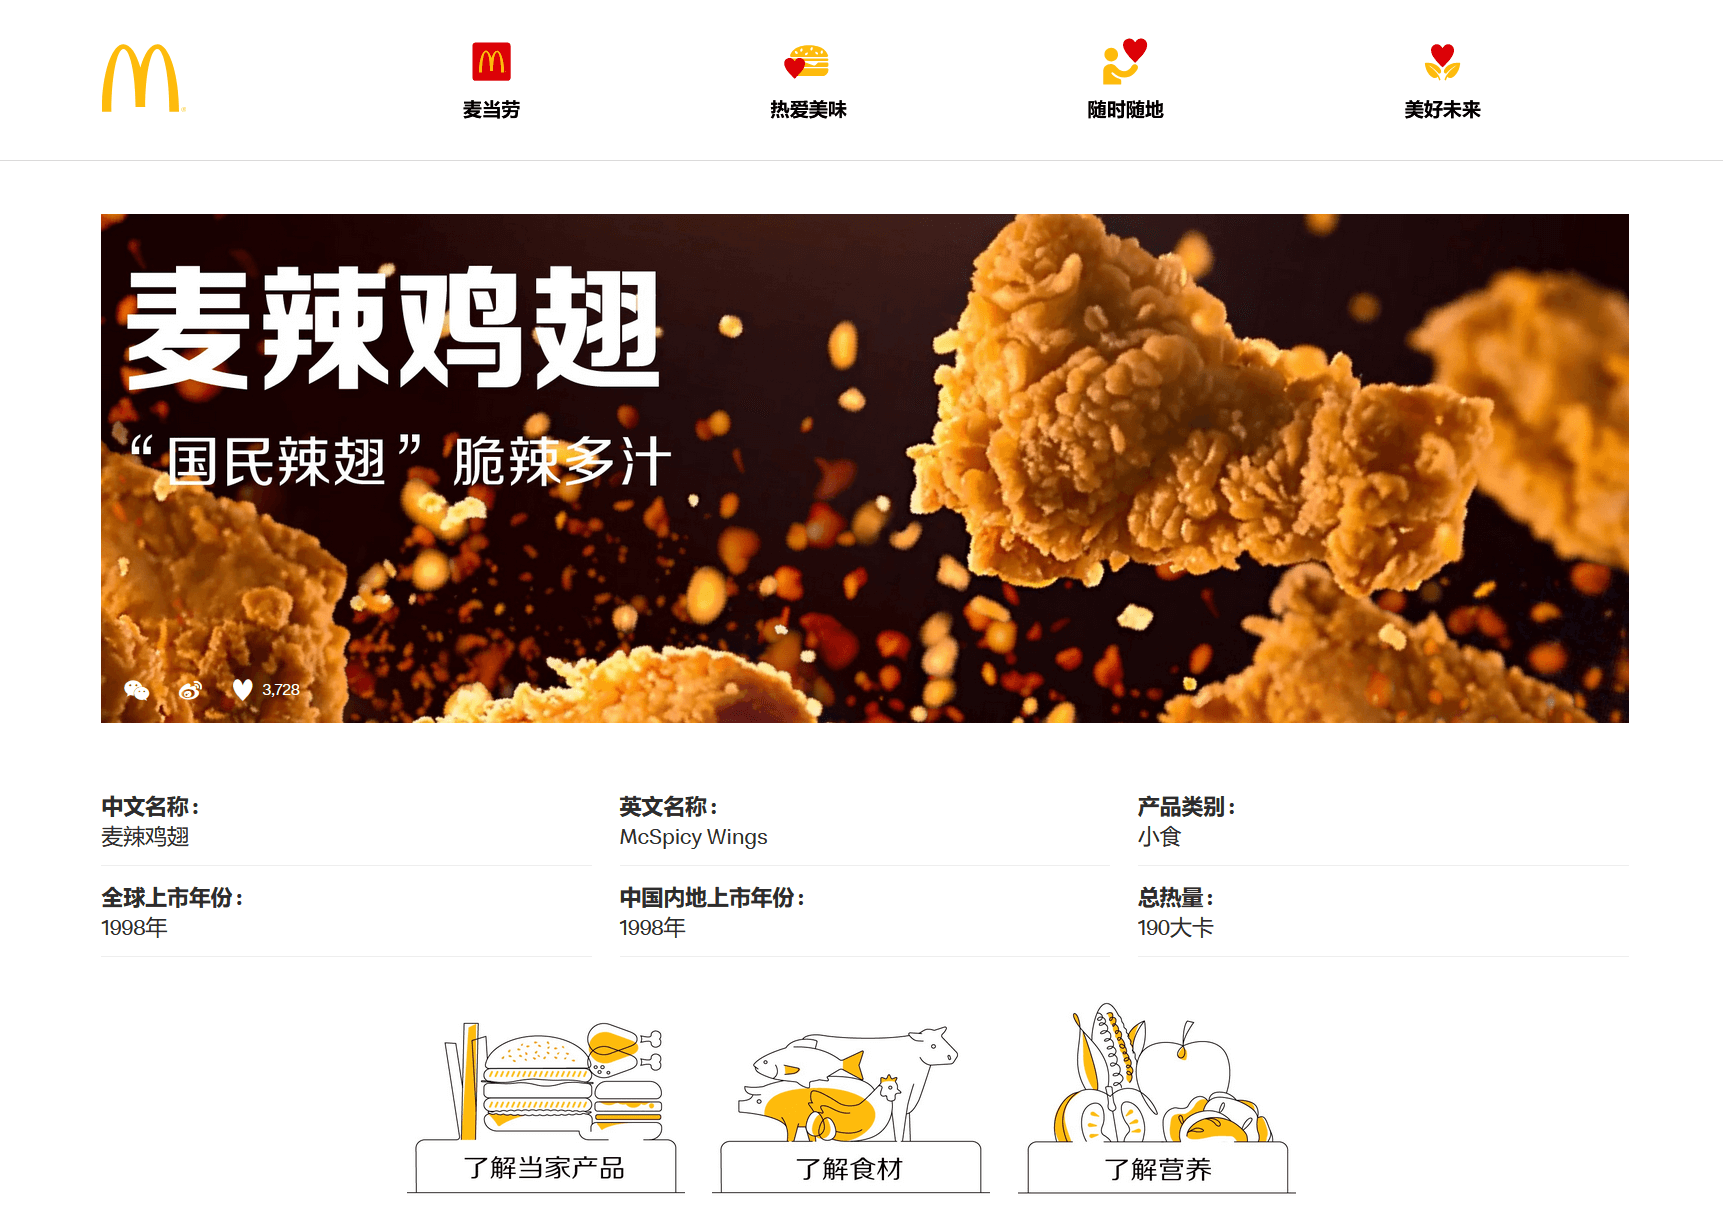 麦当劳
热爱美味
随时随地
美好未来
麦辣鸡翅
“国民辣翅”脆辣多汁
3,728
中文名称：
麦辣鸡翅
英文名称：
McSpicy Wings
产品类别：
小食
全球上市年份：
1998年
中国内地上市年份：
1998年
总热量：
190大卡
了解当家产品
了解食材
了解营养